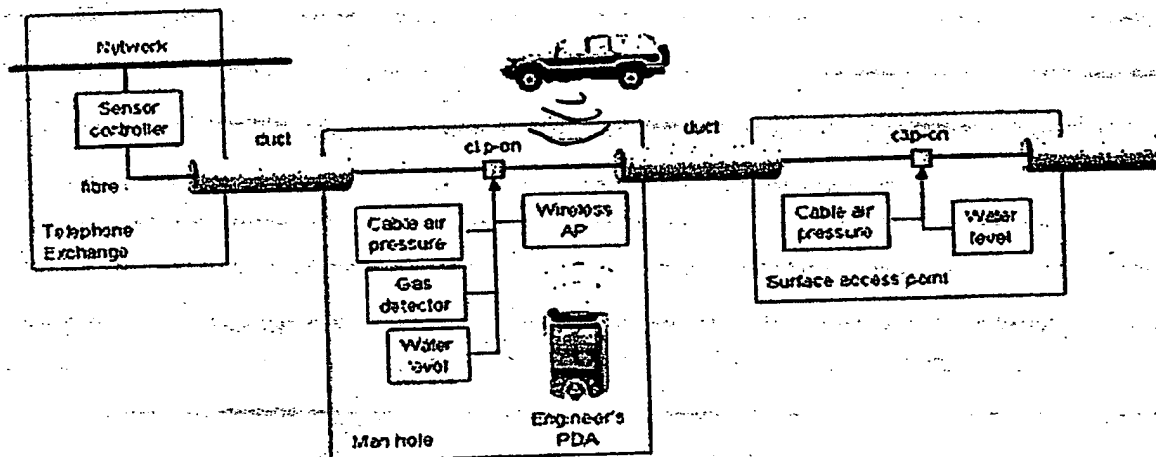 Network
Sensor
controller
duct
fibre
Telephone
Exchange
clip-on
Cable air
pressure
Wireless
AP
Gas
detector
Water
level
Engineer's
PDA
Man hole
duct
clip-on
Cable air
pressure
Water
level
Surface access point